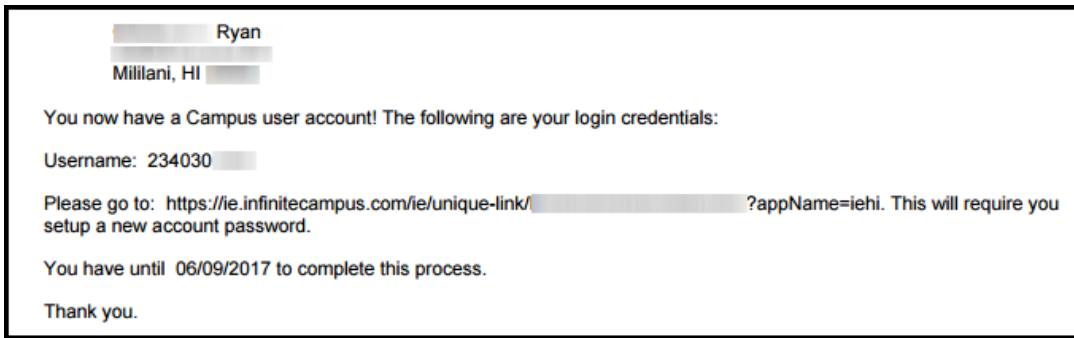 Ryan
Mililani, HI
You now have a Campus user account! The following are your login credentials:
Username: 234030
Please go to: https://ie.infinitecampus.com/ie/unique-link/ ?appName=iehi. This will require you
setup a new account password.
You have until 06/09/2017 to complete this process.
Thank you.